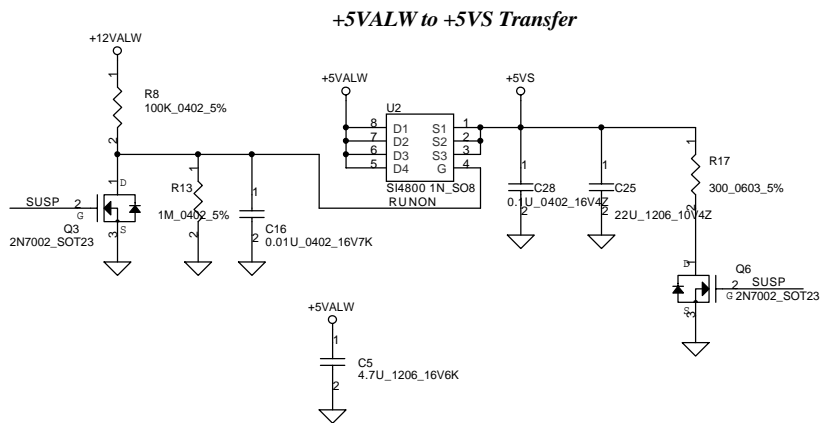 +5VALW to +5VS Transfer
+12VALW
1
R8
100K_0402_5%
2
+5VALW
+5VS
U2
8 D1 S1 1
7 D2 S2 2
6 D3 S3 3
5 D4 G 4
SI4800 1N_SO8
RUNON
1
R13
1M_0402_5%
2
1
C16
0.01U_0402_16V7K
2
SUSP
2
G
1
D
S
3
Q3
2N7002_SOT23
1
C28
0.1U_0402_16V4Z
2
1
C25
22U_1206_10V4Z
2
1
R17
300_0603_5%
2
1
D
Q6
SUSP
2
G
2N7002_SOT23
S
3
+5VALW
1
C5
4.7U_1206_16V6K
2